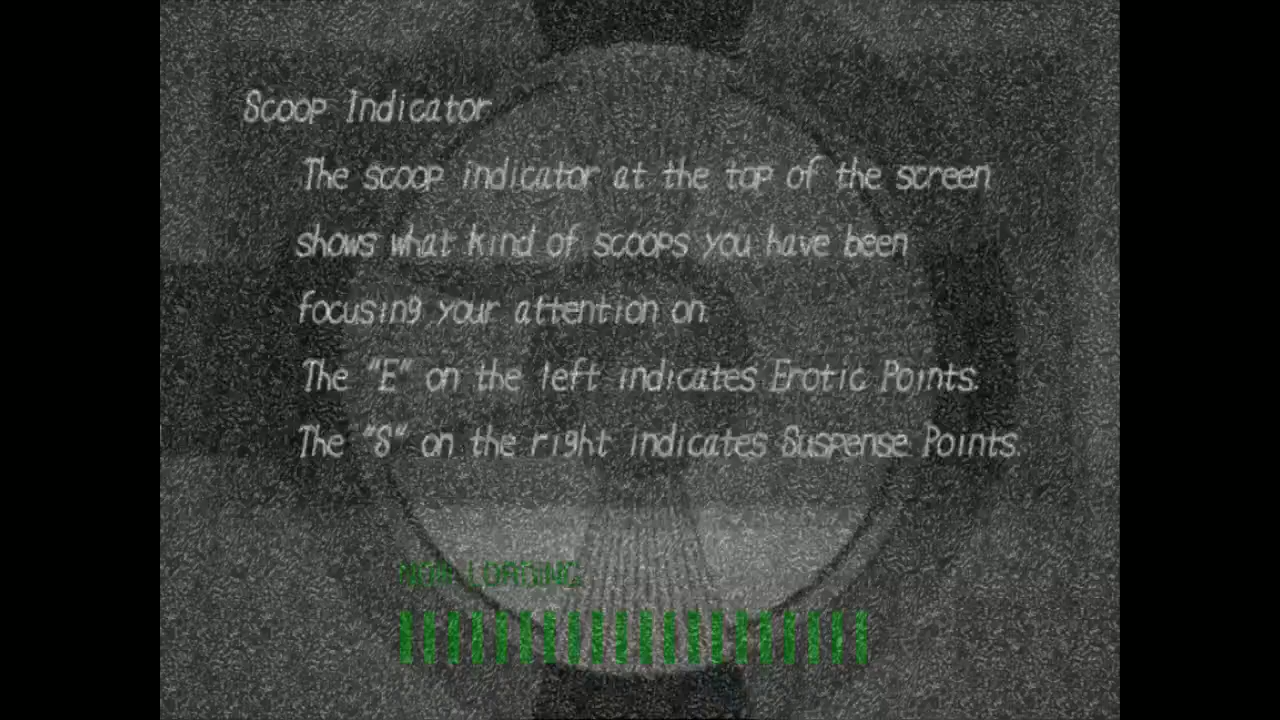 Scoop Indicator
The scoop indicator at the top of the screen
shows what kind of scoops you have been
focusing your attention on.
The "E" on the left indicates Erotic Points.
The "S" on the right indicates Suspense Points.
NOW LOADING